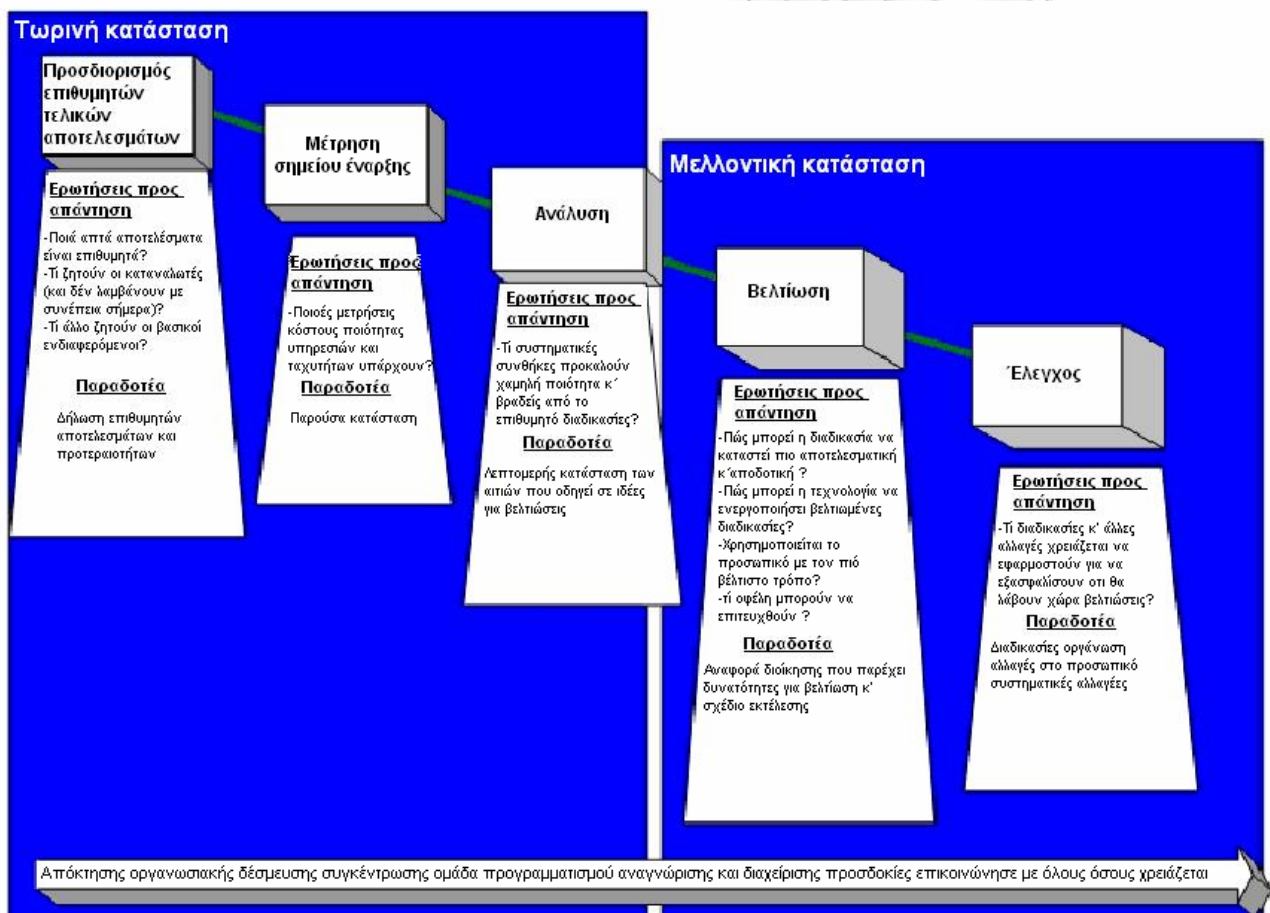 Τωρινή κατάσταση
Προσδιορισμός
επιθυμητών
τελικών
αποτελεσμάτων
Ερωτήσεις προς
απάντηση
-Ποιά απτά αποτελέσματα
είναι επιθυμητά?
-Τί ζητούν οι καταναλωτές
(και δέν λαμβάνουν με
συνέπεια σήμερα)?
-Τί άλλο ζητούν οι βασικοί
ενδιαφερόμενοι?
Παραδοτέα
Δήλωση επιθυμητών
αποτελεσμάτων και
προτεραιοτήτων
Μέτρηση
σημείου έναρξης
Ερωτήσεις προς
απάντηση
-Ποιοές μετρήσεις
κόστους ποιότητας
υπηρεσιών και
ταχυτήτων υπάρχουν?
Παραδοτέα
Παρούσα κατάσταση
Ανάλυση
Ερωτήσεις προς
απάντηση
-Τί συστηματικές
συνθήκες προκαλούν
χαμηλή ποιότητα κ΄
βραδείς από το
επιθυμητό διαδικασίες?
Παραδοτέα
Λεπτομερής κατάσταση των
αιτιών που οδηγεί σε ιδέες
για βελτιώσεις
Μελλοντική κατάσταση
Βελτίωση
Ερωτήσεις προς
απάντηση
-Πώς μπορεί η διαδικασία να
καταστεί πιο αποτελεσματική
κ΄αποδοτική ?
-Πώς μπορεί η τεχνολογία να
ενεργοποιήσει βελτιωμένες
διαδικασίες?
-Χρησημοποιείται το
προσωπικό με τον πιό
βέλτιστο τρόπο?
-τί οφέλη μπορούν να
επιτευχθούν ?
Παραδοτέα
Αναφορά διοίκησης που παρέχει
δυνατότητες για βελτίωση κ΄
σχέδιο εκτέλεσης
Έλεγχος
Ερωτήσεις προς
απάντηση
-Τί διαδικασίες κ΄ άλλες
αλλαγές χρειάζεται να
εφαρμοστούν για να
εξασφαλίσουν οτι θα
λάβουν χώρα βελτιώσεις?
Παραδοτέα
Διαδικασίες οργάνωση
αλλαγές στο προσωπικό
συστηματικές αλλαγέες
Απόκτησης οργανωσιακής δέσμευσης συγκέντρωσης ομάδα προγραμματισμού αναγνώρισης και διαχείρισης προσδοκίες επικοινώνησε με όλους όσους χρειάζεται